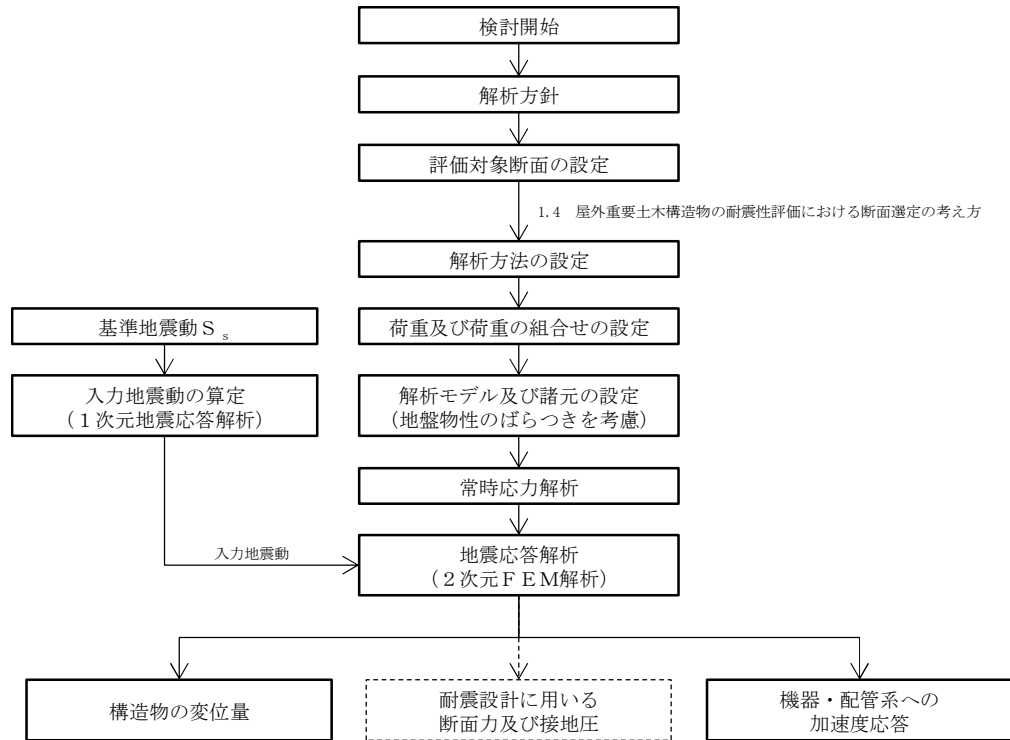 検討開始
解析方針
評価対象断面の設定
1.4 屋外重要土木構造物の耐震性評価における断面選定の考え方
解析方法の設定
基準地震動Ss
荷重及び荷重の組合せの設定
入力地震動の算定
(1次元地震応答解析)
解析モデル及び諸元の設定
(地盤物性のばらつきを考慮)
常時応力解析
入力地震動
地震応答解析
(2次元FEM解析)
構造物の変位量
耐震設計に用いる
断面力及び接地圧
機器・配管系への
加速度応答